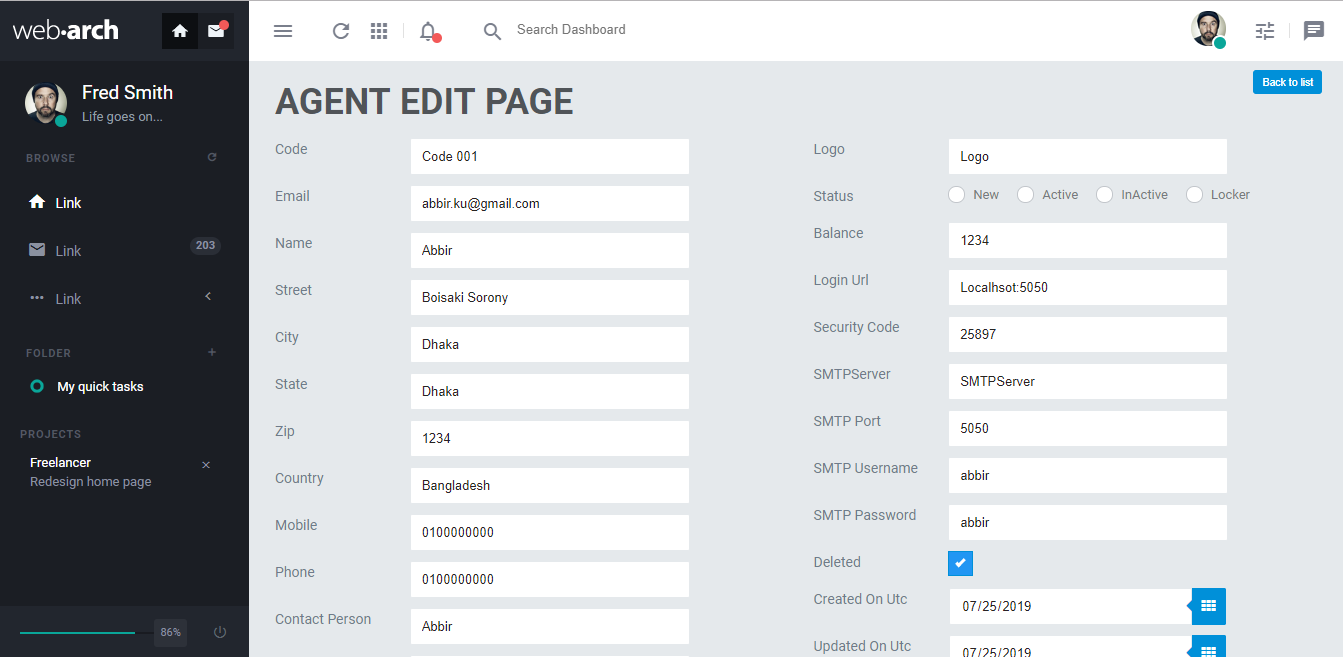 web·arch
Search Dashboard
Fred Smith
Life goes on...
BROWSE
Link
Link
203
Link
FOLDER
My quick tasks
PROJECTS
Freelancer
Redesign home page
86%
Back to list
AGENT EDIT PAGE
Code
Code 001
Email
abbir.ku@gmail.com
Name
Abbir
Street
Boisaki Sorony
City
Dhaka
State
Dhaka
Zip
1234
Country
Bangladesh
Mobile
0100000000
Phone
0100000000
Contact Person
Abbir
Logo
Logo
Status
New Active InActive Locker
Balance
1234
Login Url
Localhsot:5050
Security Code
25897
SMTPServer
SMTPServer
SMTP Port
5050
SMTP Username
abbir
SMTP Password
abbir
Deleted
Created On Utc
07/25/2019
Updated On Utc
07/25/2019